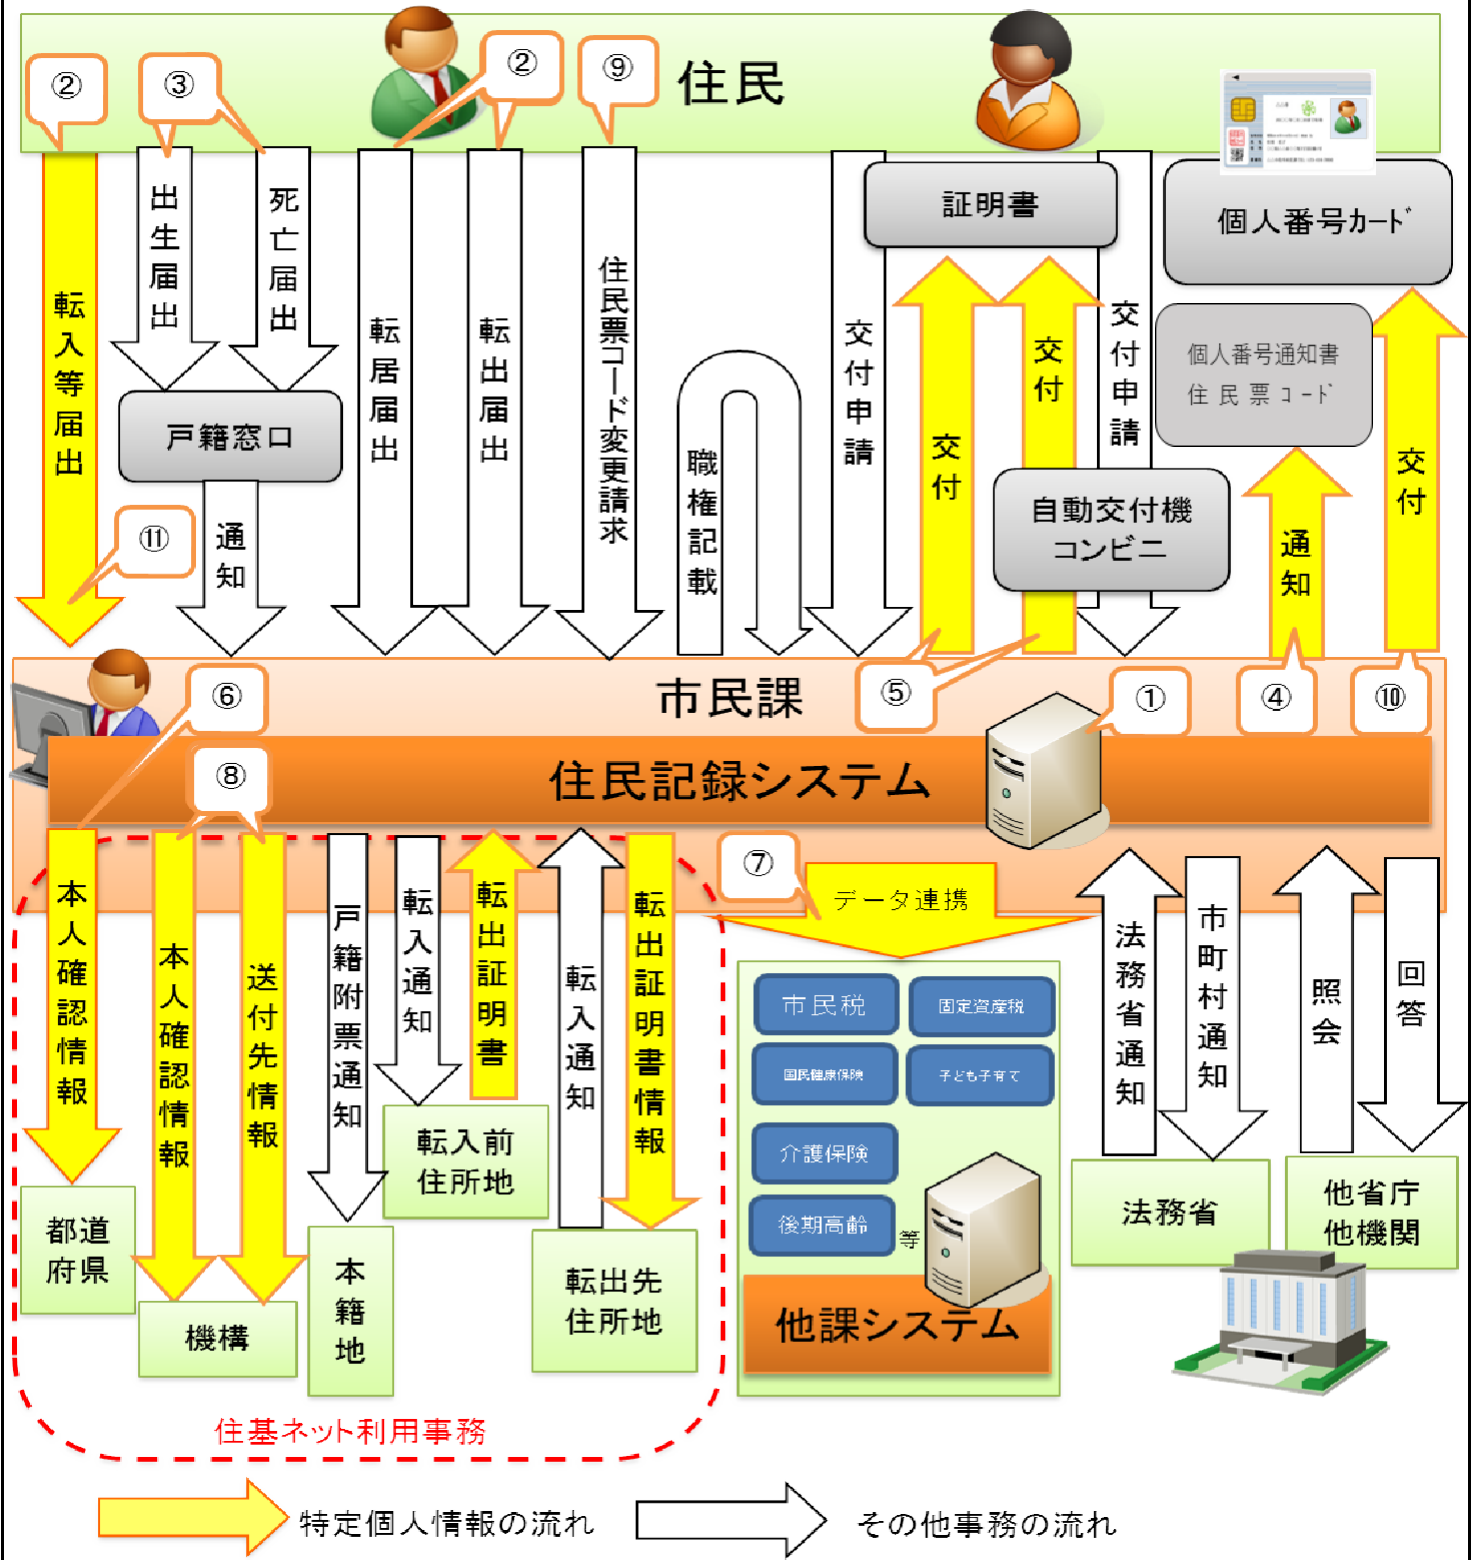 住民
②
③
②
⑨
転入等届出
出生届出
死亡届出
転居届出
転出届出
住民票コード変更請求
職権記載
交付申請
証明書
交付
交付
交付申請
個人番号カード
個人番号通知書
住民票コード
戸籍窓口
通知
自動交付機
コンビニ
通知
交付
⑪
市民課
⑥
⑤
①
④
⑩
住民記録システム
⑧
⑦
データ連携
本人確認情報
本人確認情報
送付先情報
戸籍附票通知
転入通知
転出証明書
転入通知
転出証明書情報
法務省通知
市町村通知
照会
回答
都道
府県
機構
本籍地
転入前
住所地
転出先
住所地
市民税
固定資産税
国民健康保険
子ども子育て
介護保険
後期高齢
等
他課システム
法務省
他省庁
他機関
住基ネット利用事務
特定個人情報の流れ
その他事務の流れ